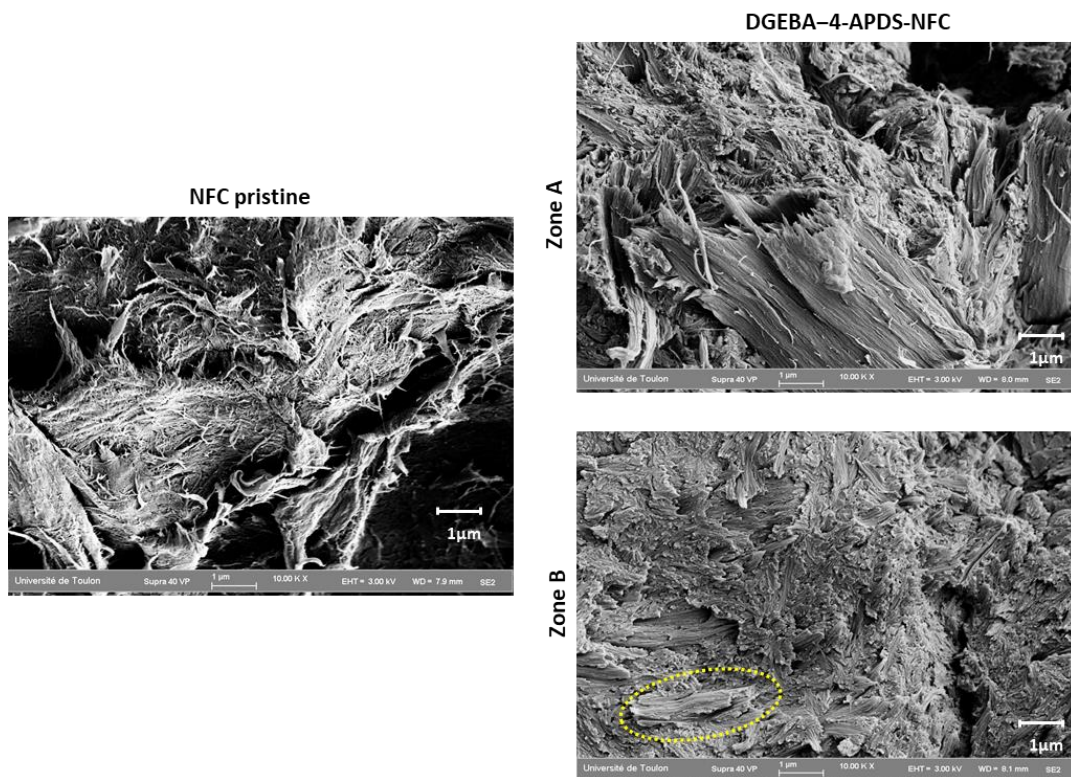 DGEBA–4-APDS-NFC
NFC pristine
1μm
Université de Toulon Supra 40 VP 1 μm 10.00 K X EHT = 3.00 kV WD = 7.9 mm SE2
Zone A
1μm
Université de Toulon Supra 40 VP 1 μm 10.00 K X EHT = 3.00 kV WD = 8.0 mm SE2
Zone B
1μm
Université de Toulon Supra 40 VP 1 μm 10.00 K X EHT = 3.00 kV WD = 8.1 mm SE2